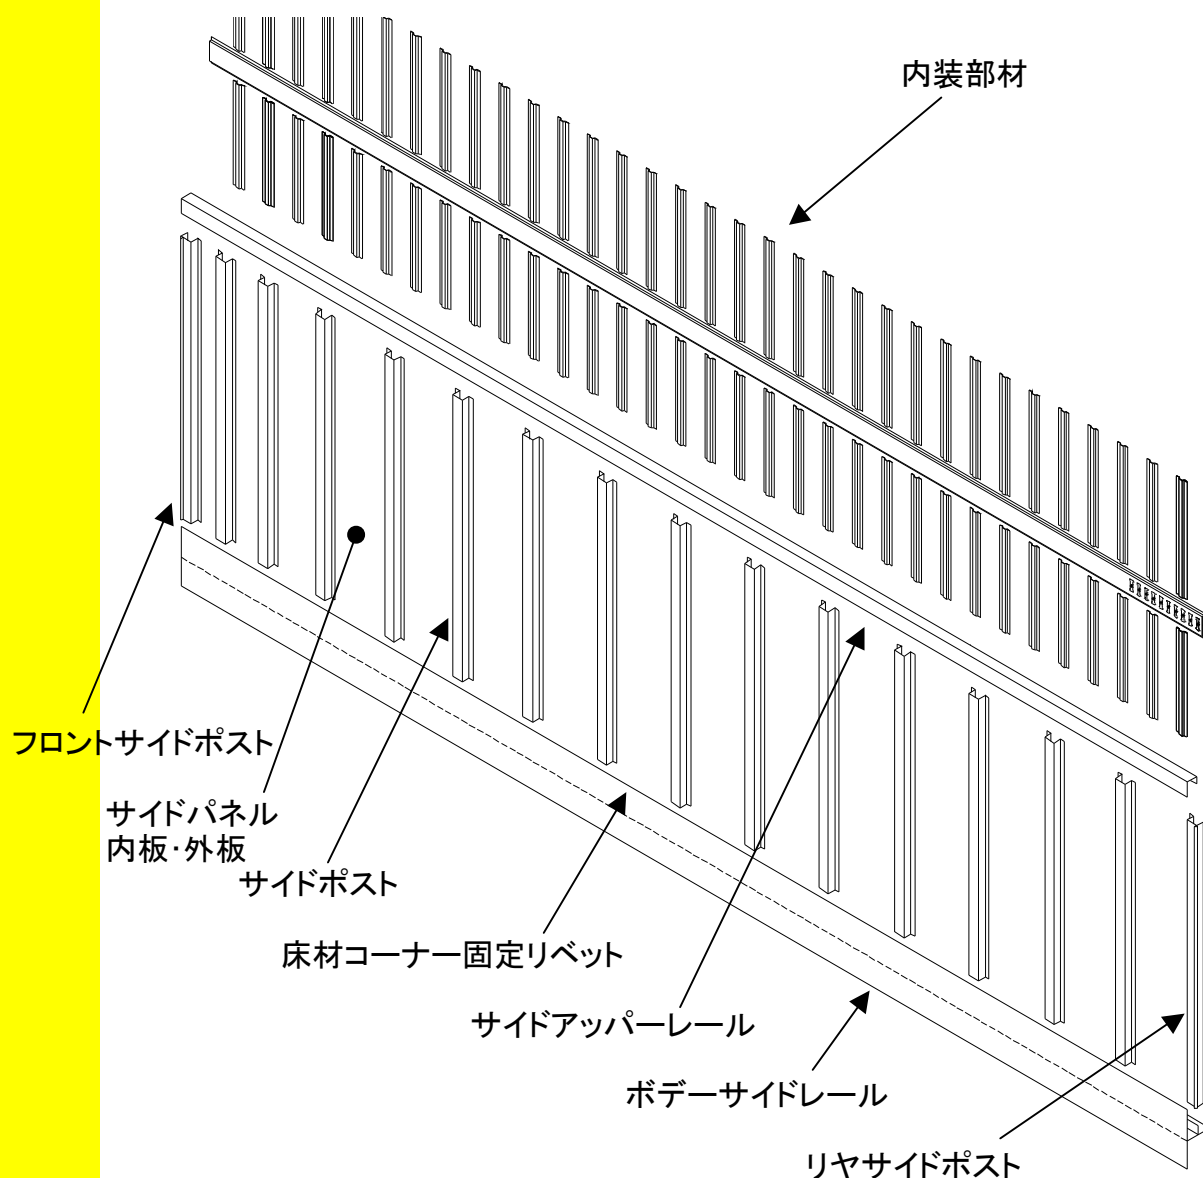 内装部材
フロントサイドポスト
サイドパネル
内板・外板
サイドポスト
床材コーナー固定リベット
サイドアッパーレール
ボデーサイドレール
リヤサイドポスト